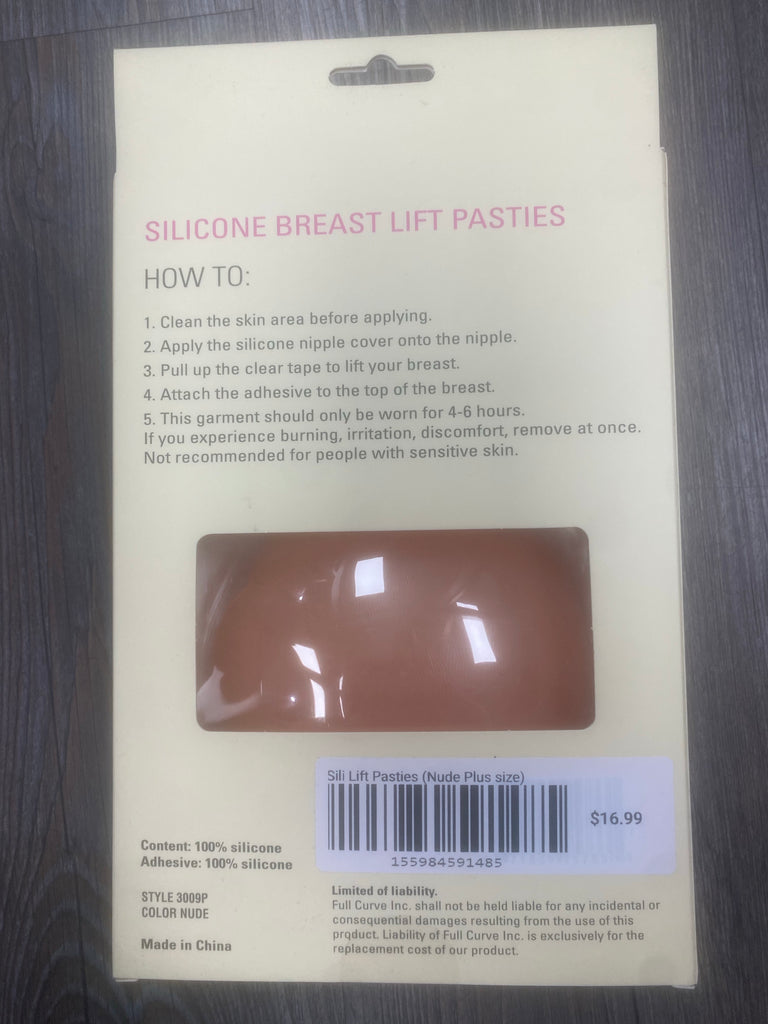 SILICONE BREAST LIFT PASTIES
HOW TO:
1. Clean the skin area before applying.
2. Apply the silicone nipple cover onto the nipple.
3. Pull up the clear tape to lift your breast.
4. Attach the adhesive to the top of the breast.
5. This garment should only be worn for 4-6 hours.
If you experience burning, irritation, discomfort, remove at once.
Not recommended for people with sensitive skin.
Sili Lift Pasties (Nude Plus size)
$16.99
155984591485
Content: 100% silicone
Adhesive: 100% silicone
STYLE 3009P
COLOR NUDE
Made in China
Limited of liability.
Full Curve Inc. shall not be held liable for any incidental or
consequential damages resulting from the use of this
product. Liability of Full Curve Inc. is exclusively for the
replacement cost of our product.